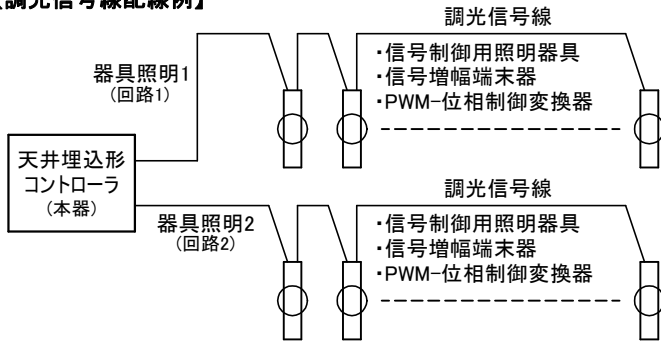 調光信号線配線例】
調光信号線
器具照明1
(回路1)
・信号制御用照明器具
・信号増幅端末器
・PWM-位相制御変換器
天井埋込形
コントローラ
(本器)
調光信号線
器具照明2
(回路2)
・信号制御用照明器具
・信号増幅端末器
・PWM-位相制御変換器